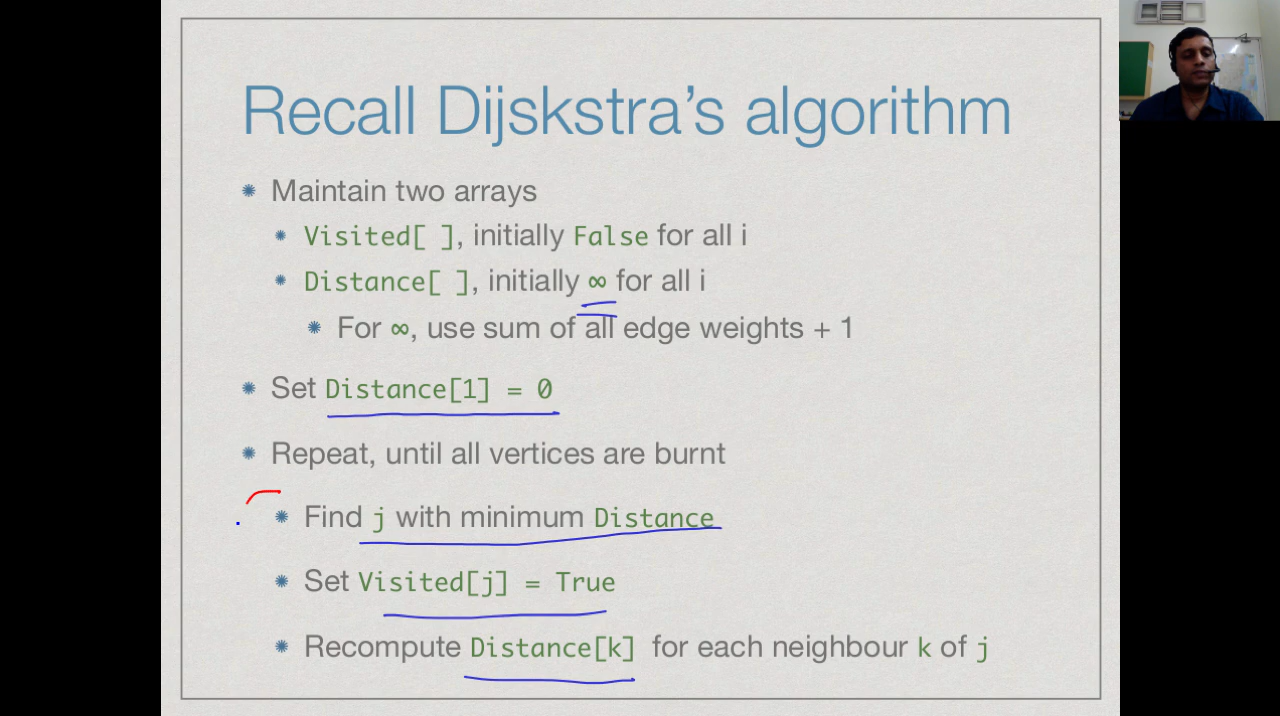 Recall Dijskstra's algorithm
Maintain two arrays
Visited[ ], initially False for all i
Distance[ ], initially ∞ for all i
For ∞, use sum of all edge weights + 1
Set Distance[1] = 0
Repeat, until all vertices are burnt
Find j with minimum Distance
Set Visited[j] = True
Recompute Distance[k] for each neighbour k of j